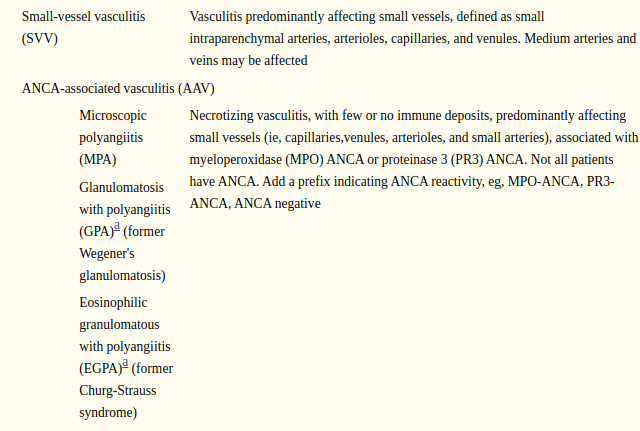 Small-vessel vasculitis
(SVV)
Vasculitis predominantly affecting small vessels, defined as small
intraparenchymal arteries, arterioles, capillaries, and venules. Medium arteries and
veins may be affected
ANCA-associated vasculitis (AAV)
Microscopic
polyangiitis
(MPA)
Necrotizing vasculitis, with few or no immune deposits, predominantly affecting
small vessels (ie, capillaries,venules, arterioles, and small arteries), associated with
myeloperoxidase (MPO) ANCA or proteinase 3 (PR3) ANCA. Not all patients
have ANCA. Add a prefix indicating ANCA reactivity, eg, MPO-ANCA, PR3-
ANCA, ANCA negative
Glanulomatosis
with polyangiitis
(GPA)a (former
Wegener's
glanulomatosis)
Eosinophilic
granulomatous
with polyangiitis
(EGPA)a (former
Churg-Strauss
syndrome)